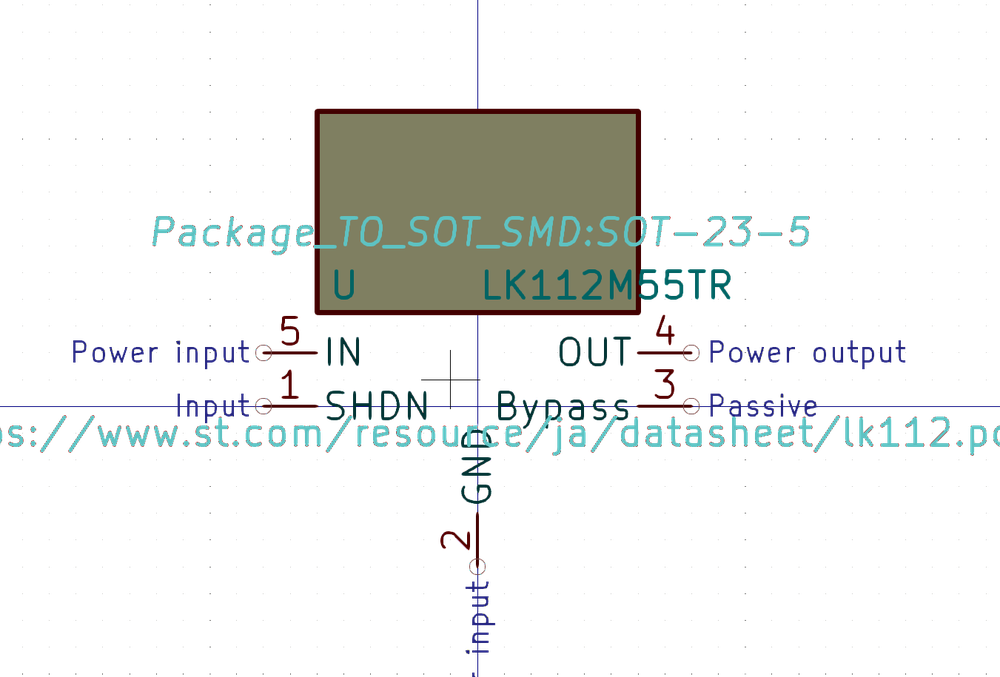 Package_TO_SOT_SMD:SOT-23-5
U LK112M55TR
5 4
Power input IN OUT Power output
1 3
Input SHDN Bypass Passive
s://www.st.com/resource/ja/datasheet/lk112.p
GND
2
input